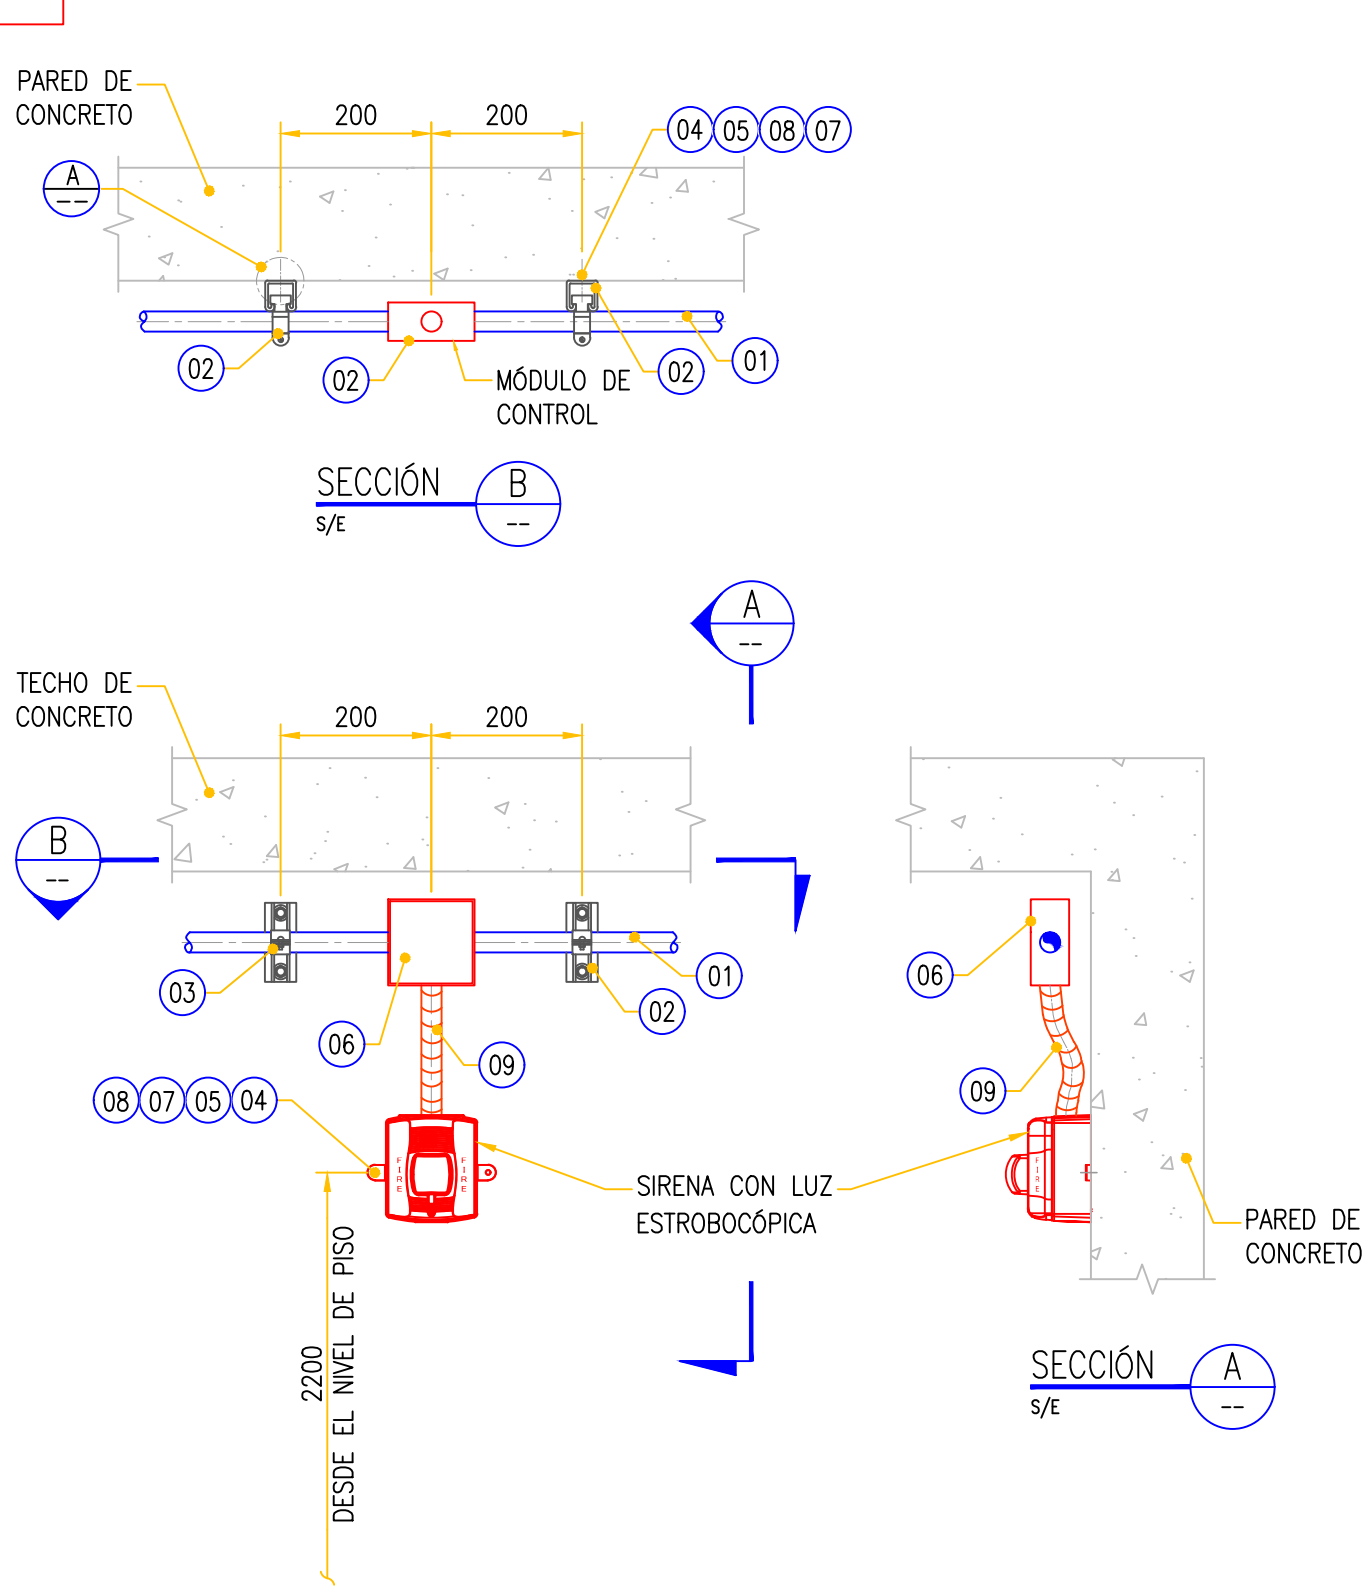 PARED DE
CONCRETO
200
200
04 05 08 07
A
--
02
02
MÓDULO DE
CONTROL
02
01
SECCIÓN
S/E
B
--
A
--
TECHO DE
CONCRETO
200
200
B
--
03
06
09
02
01
06
09
08 07 05 04
FIRE
FIRE
FIRE
SIRENA CON LUZ
ESTROBOCÓPICA
PARED DE
CONCRETO
2200
DESDE EL NIVEL DE PISO
SECCIÓN
S/E
A
--